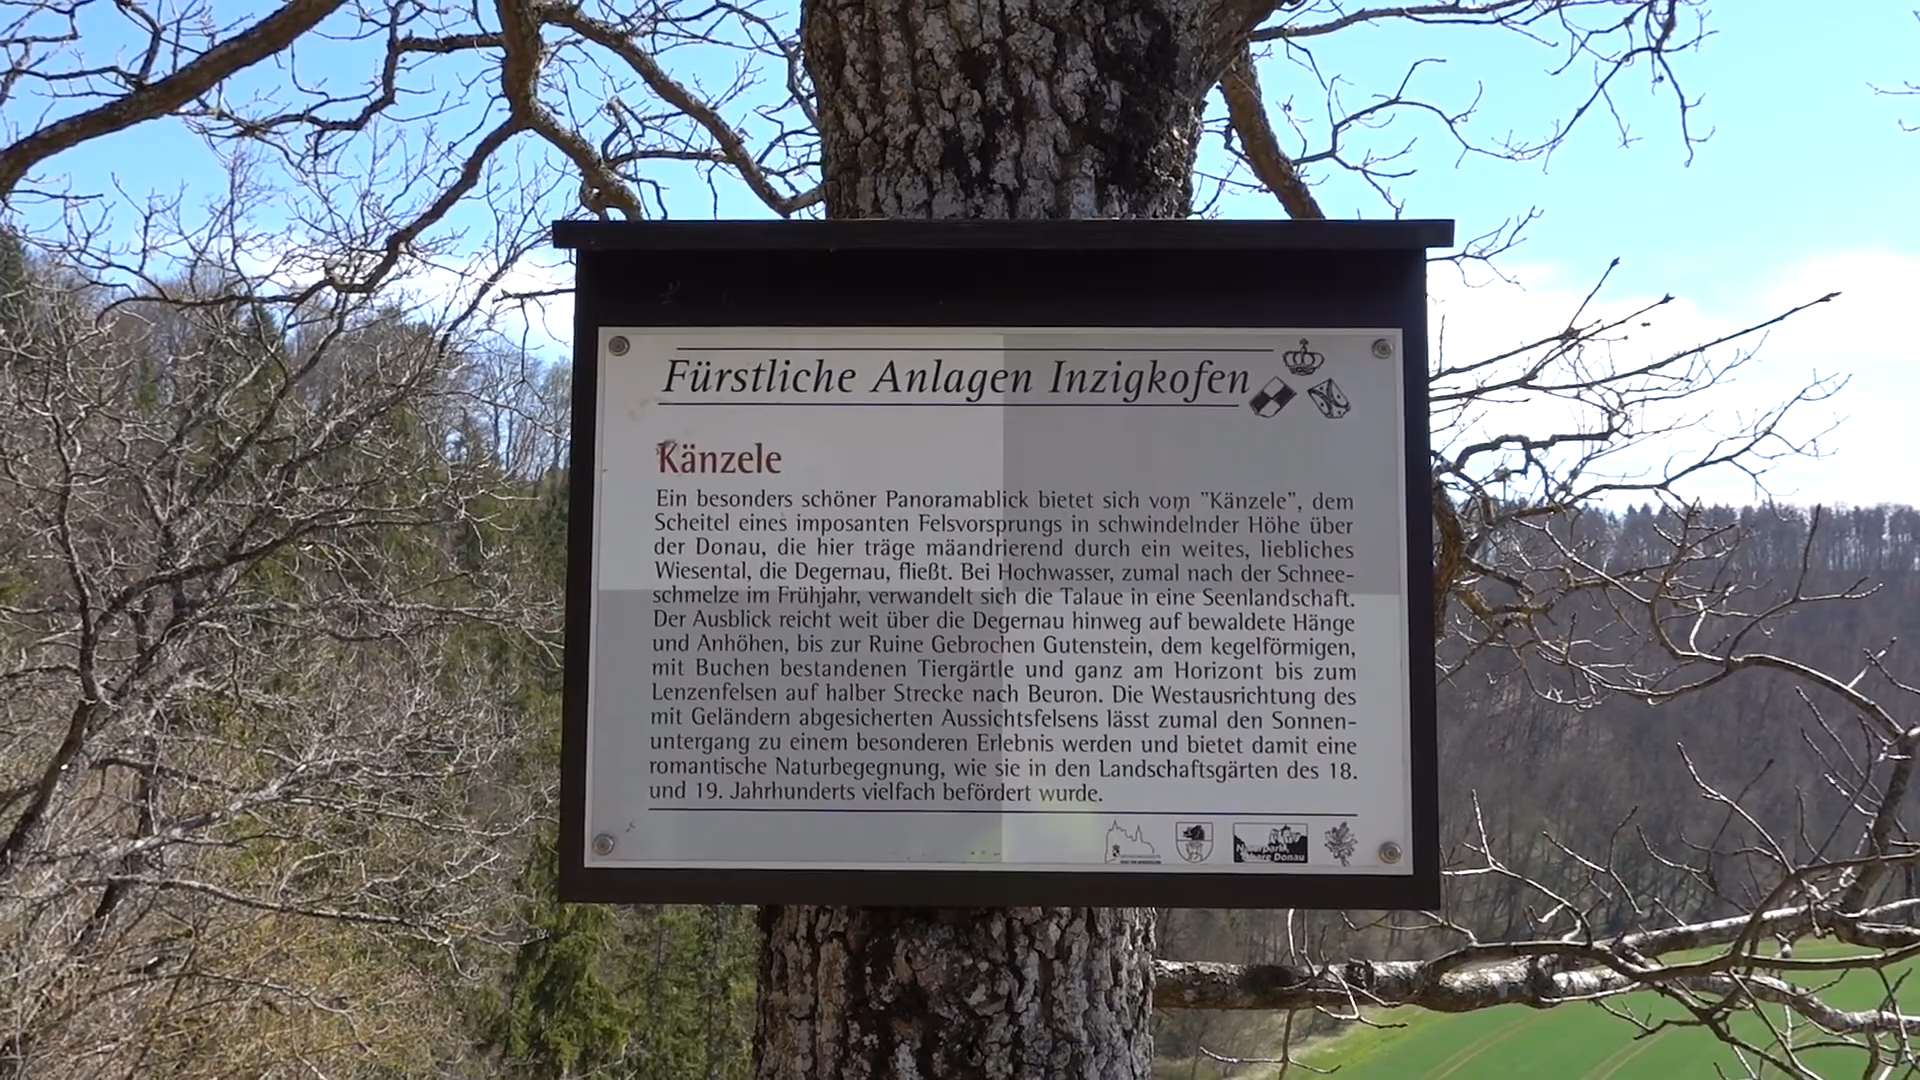 Fürstliche Anlagen Inzigkofen
Känzele
Ein besonders schöner Panoramablick bietet sich vom "Känzele", dem
Scheitel eines imposanten Felsvorsprungs in schwindelnder Höhe über
der Donau, die hier träge mäandrierend durch ein weites, liebliches
Wiesental, die Degernau, fließt. Bei Hochwasser, zumal nach der Schnee-
schmelze im Frühjahr, verwandelt sich die Talaue in eine Seenlandschaft.
Der Ausblick reicht weit über die Degernau hinweg auf bewaldete Hänge
und Anhöhen, bis zur Ruine Gebrochen Gutenstein, dem kegelförmigen,
mit Buchen bestandenen Tiergärtle und ganz am Horizont bis zum
Lenzenfelsen auf halber Strecke nach Beuron. Die Westausrichtung des
mit Geländern abgesicherten Aussichtsfelsens lässt zumal den Sonnen-
untergang zu einem besonderen Erlebnis werden und bietet damit eine
romantische Naturbegegnung, wie sie in den Landschaftsgärten des 18.
und 19. Jahrhunderts vielfach befördert wurde.
Naturpark
Obere Donau